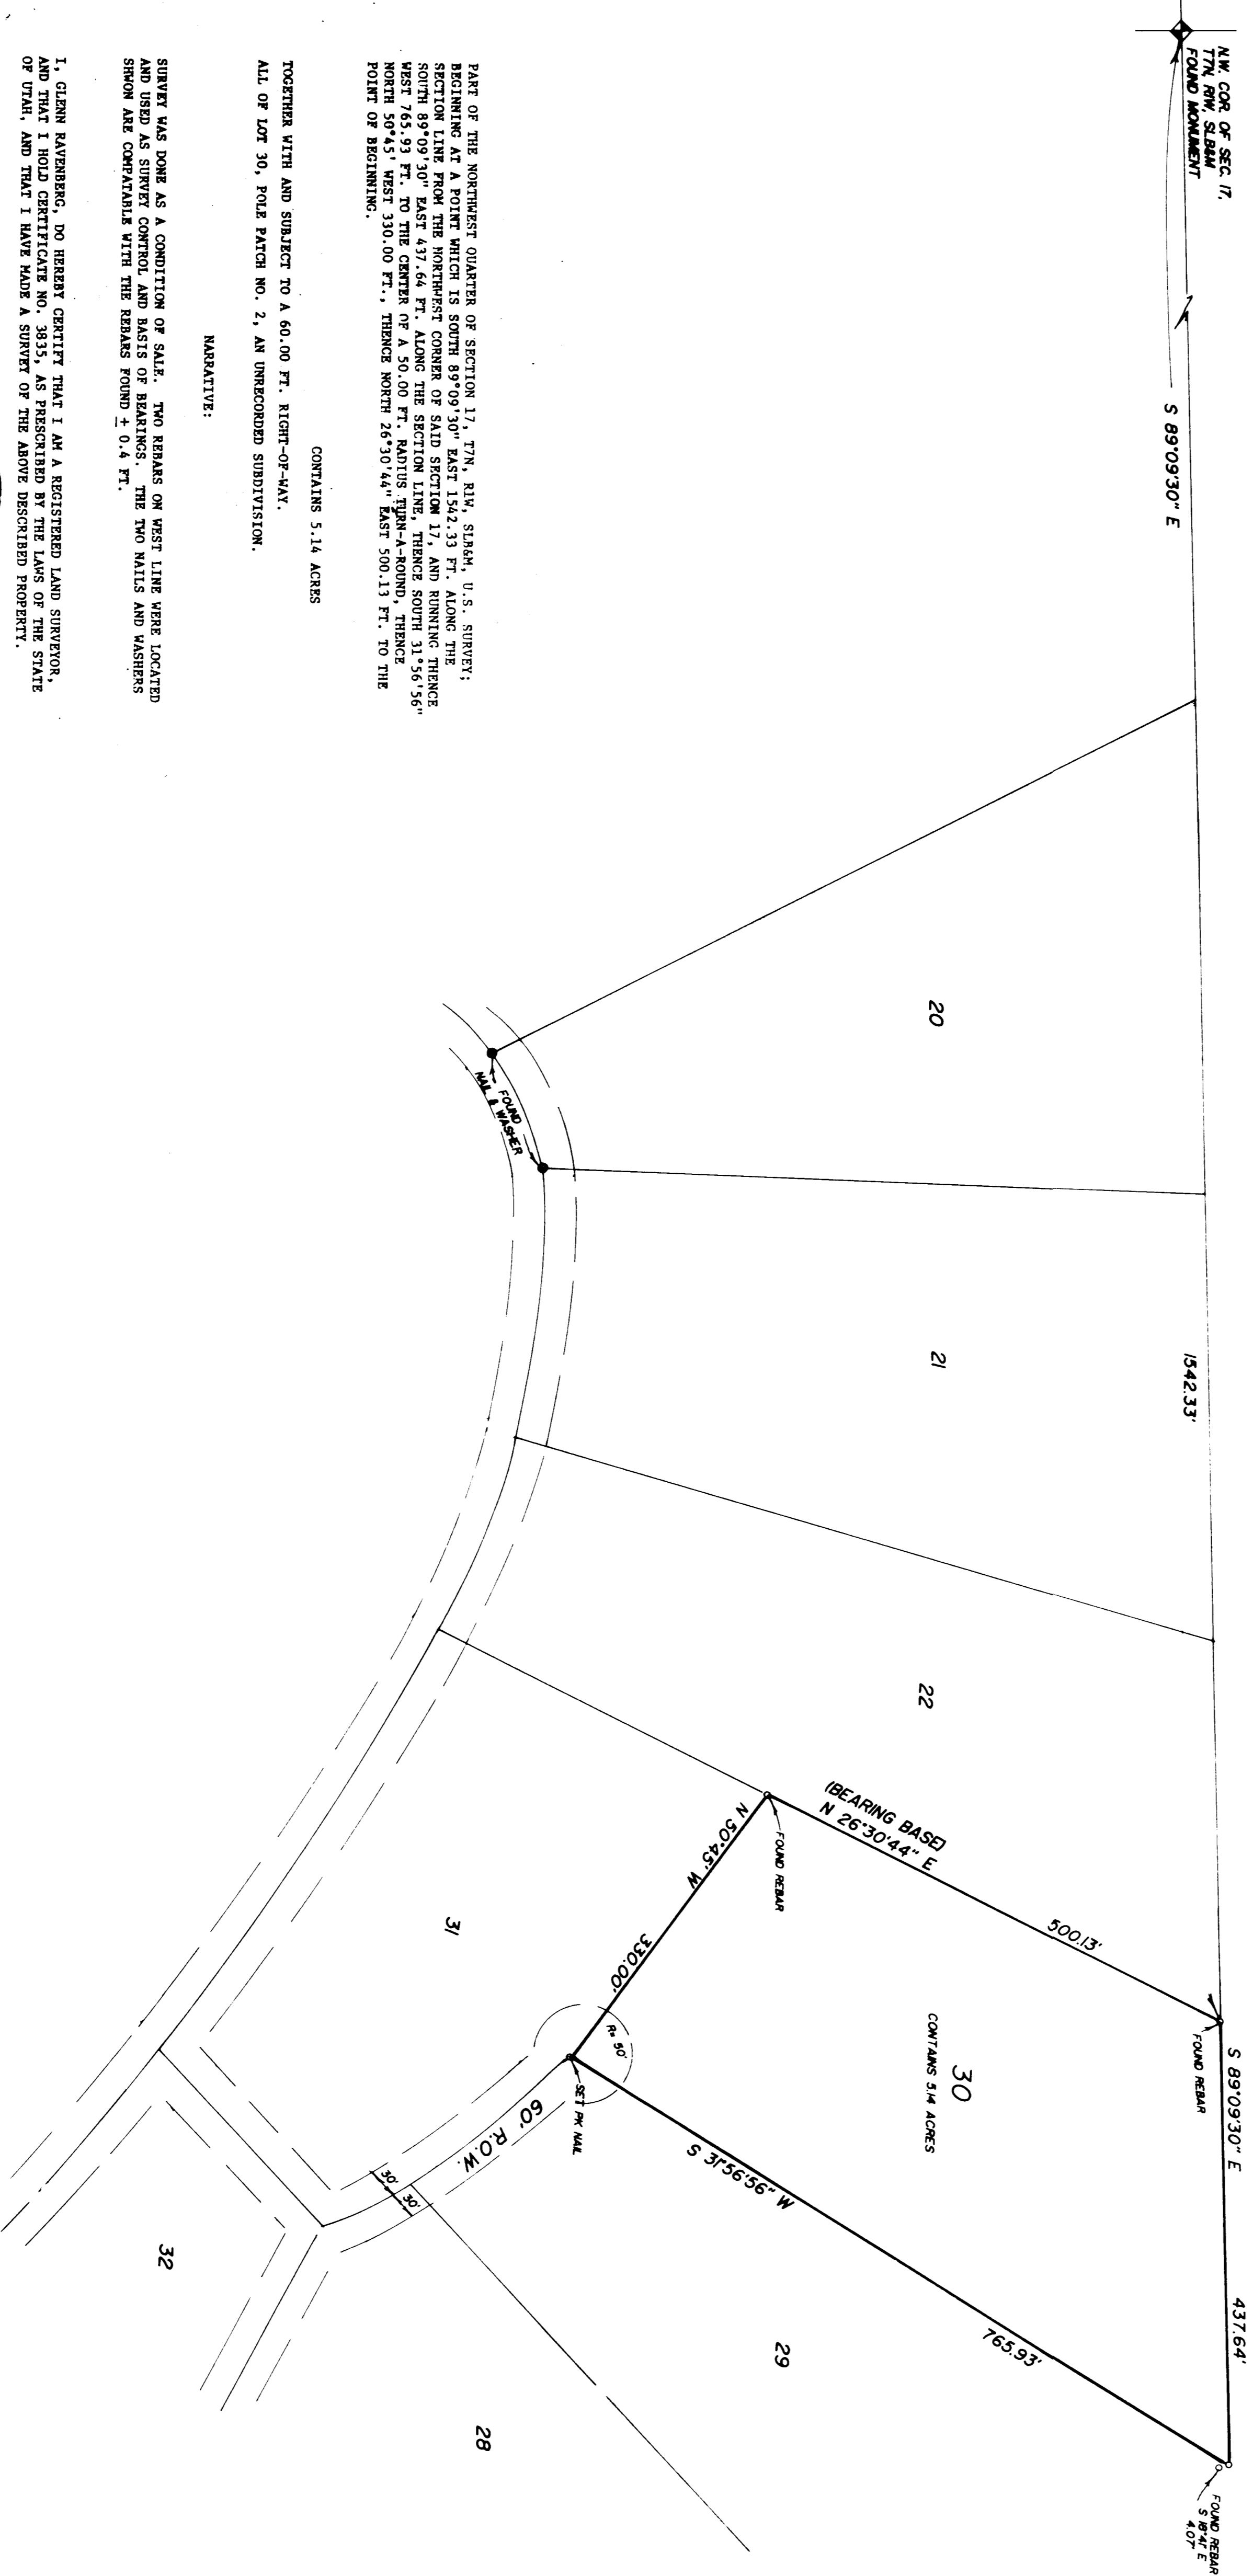 N.W. COR. OF SEC. 17,
T7N, R1W, SLB&M
FOUND MONUMENT
S 89°09'30" E
1542.33'
S 89°09'30" E
437.64'
FOUND REBAR
S 18°41' E
4.07'
FOUND REBAR
20
21
22
(BEARING BASE)
N 26°30'44" E
500.13'
30
CONTAINS 5.14 ACRES
FOUND REBAR
N 50°45' W
330.00'
R= 50'
SET PK NAIL
S 31°56'56" W
765.93'
29
FOUND
NAIL & WASHER
31
60' R.O.W.
30'
30'
28
32
PART OF THE NORTHWEST QUARTER OF SECTION 17, T7N, R1W, SLB&M, U.S. SURVEY;
BEGINNING AT A POINT WHICH IS SOUTH 89°09'30" EAST 1542.33 FT. ALONG THE
SECTION LINE FROM THE NORTHWEST CORNER OF SAID SECTION 17, AND RUNNING THENCE
SOUTH 89°09'30" EAST 437.64 FT. ALONG THE SECTION LINE, THENCE SOUTH 31°56'56"
WEST 765.93 FT. TO THE CENTER OF A 50.00 FT. RADIUS TURN-A-ROUND, THENCE
NORTH 50°45' WEST 330.00 FT., THENCE NORTH 26°30'44" EAST 500.13 FT. TO THE
POINT OF BEGINNING.
CONTAINS 5.14 ACRES
TOGETHER WITH AND SUBJECT TO A 60.00 FT. RIGHT-OF-WAY.
ALL OF LOT 30, POLE PATCH NO. 2, AN UNRECORDED SUBDIVISION.
NARRATIVE:
SURVEY WAS DONE AS A CONDITION OF SALE. TWO REBARS ON WEST LINE WERE LOCATED
AND USED AS SURVEY CONTROL AND BASIS OF BEARINGS. THE TWO NAILS AND WASHERS
SHWON ARE COMPATABLE WITH THE REBARS FOUND ± 0.4 FT.
I, GLENN RAVENBERG, DO HEREBY CERTIFY THAT I AM A REGISTERED LAND SURVEYOR,
AND THAT I HOLD CERTIFICATE NO. 3835, AS PRESCRIBED BY THE LAWS OF THE STATE
OF UTAH, AND THAT I HAVE MADE A SURVEY OF THE ABOVE DESCRIBED PROPERTY.